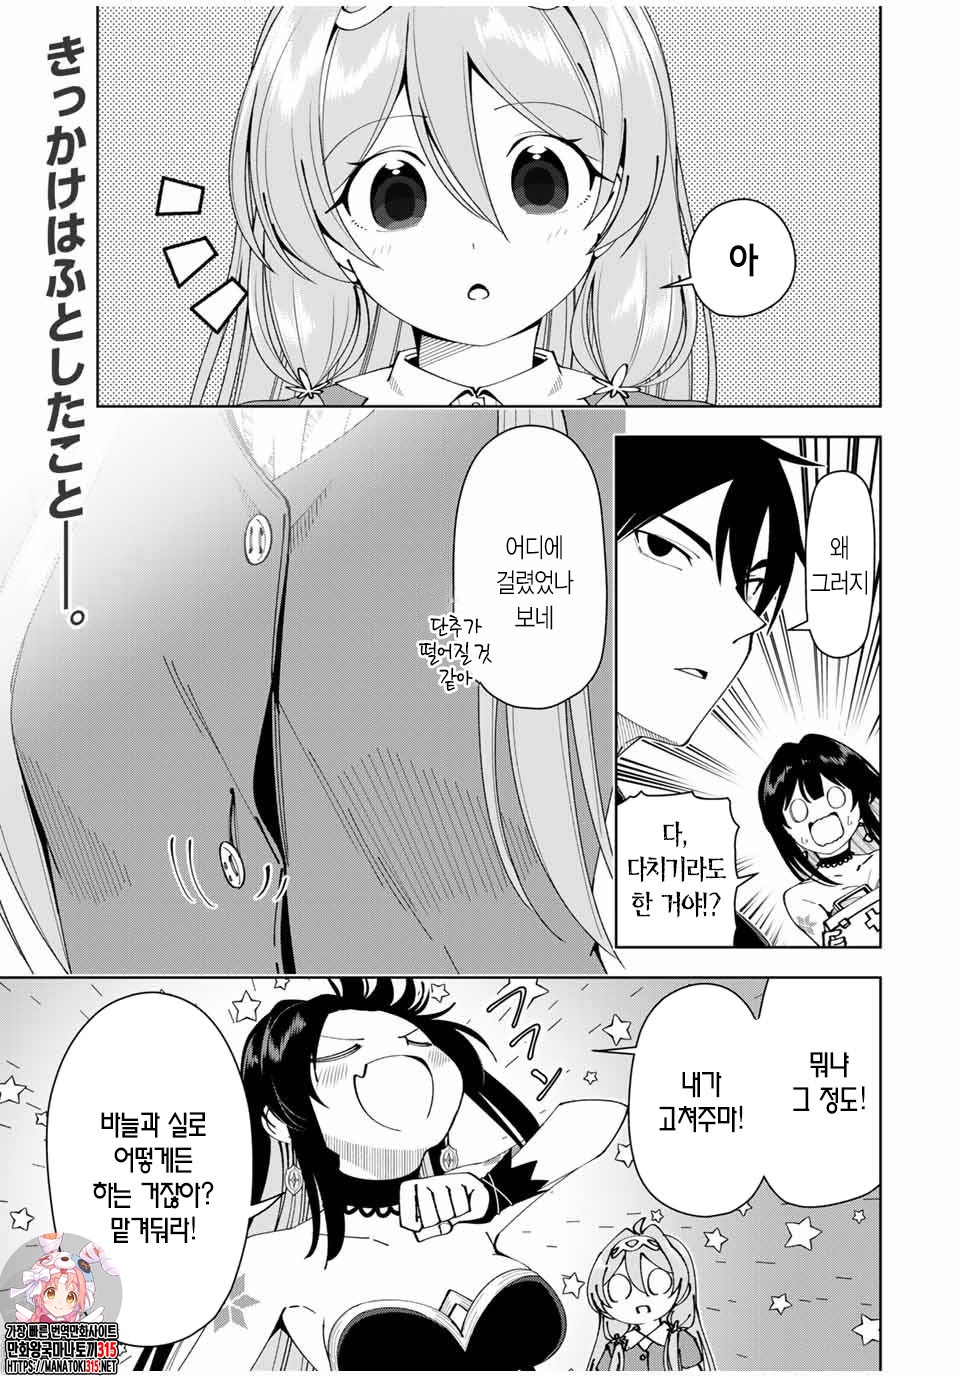 きっかけはふとしたこと――。
아
왜
그러지
다,
다치기라도
한 거야!?
어디에
걸렸었나
보네
단추가
떨어질 것
같아
뭐냐
그 정도!
내가
고쳐주마!
바늘과 실로
어떻게든
하는 거잖아?
맡겨둬라!
가장 빠른 번역만화사이트
만화왕국마나토끼315
HTTPS://MANATOKI315.NET